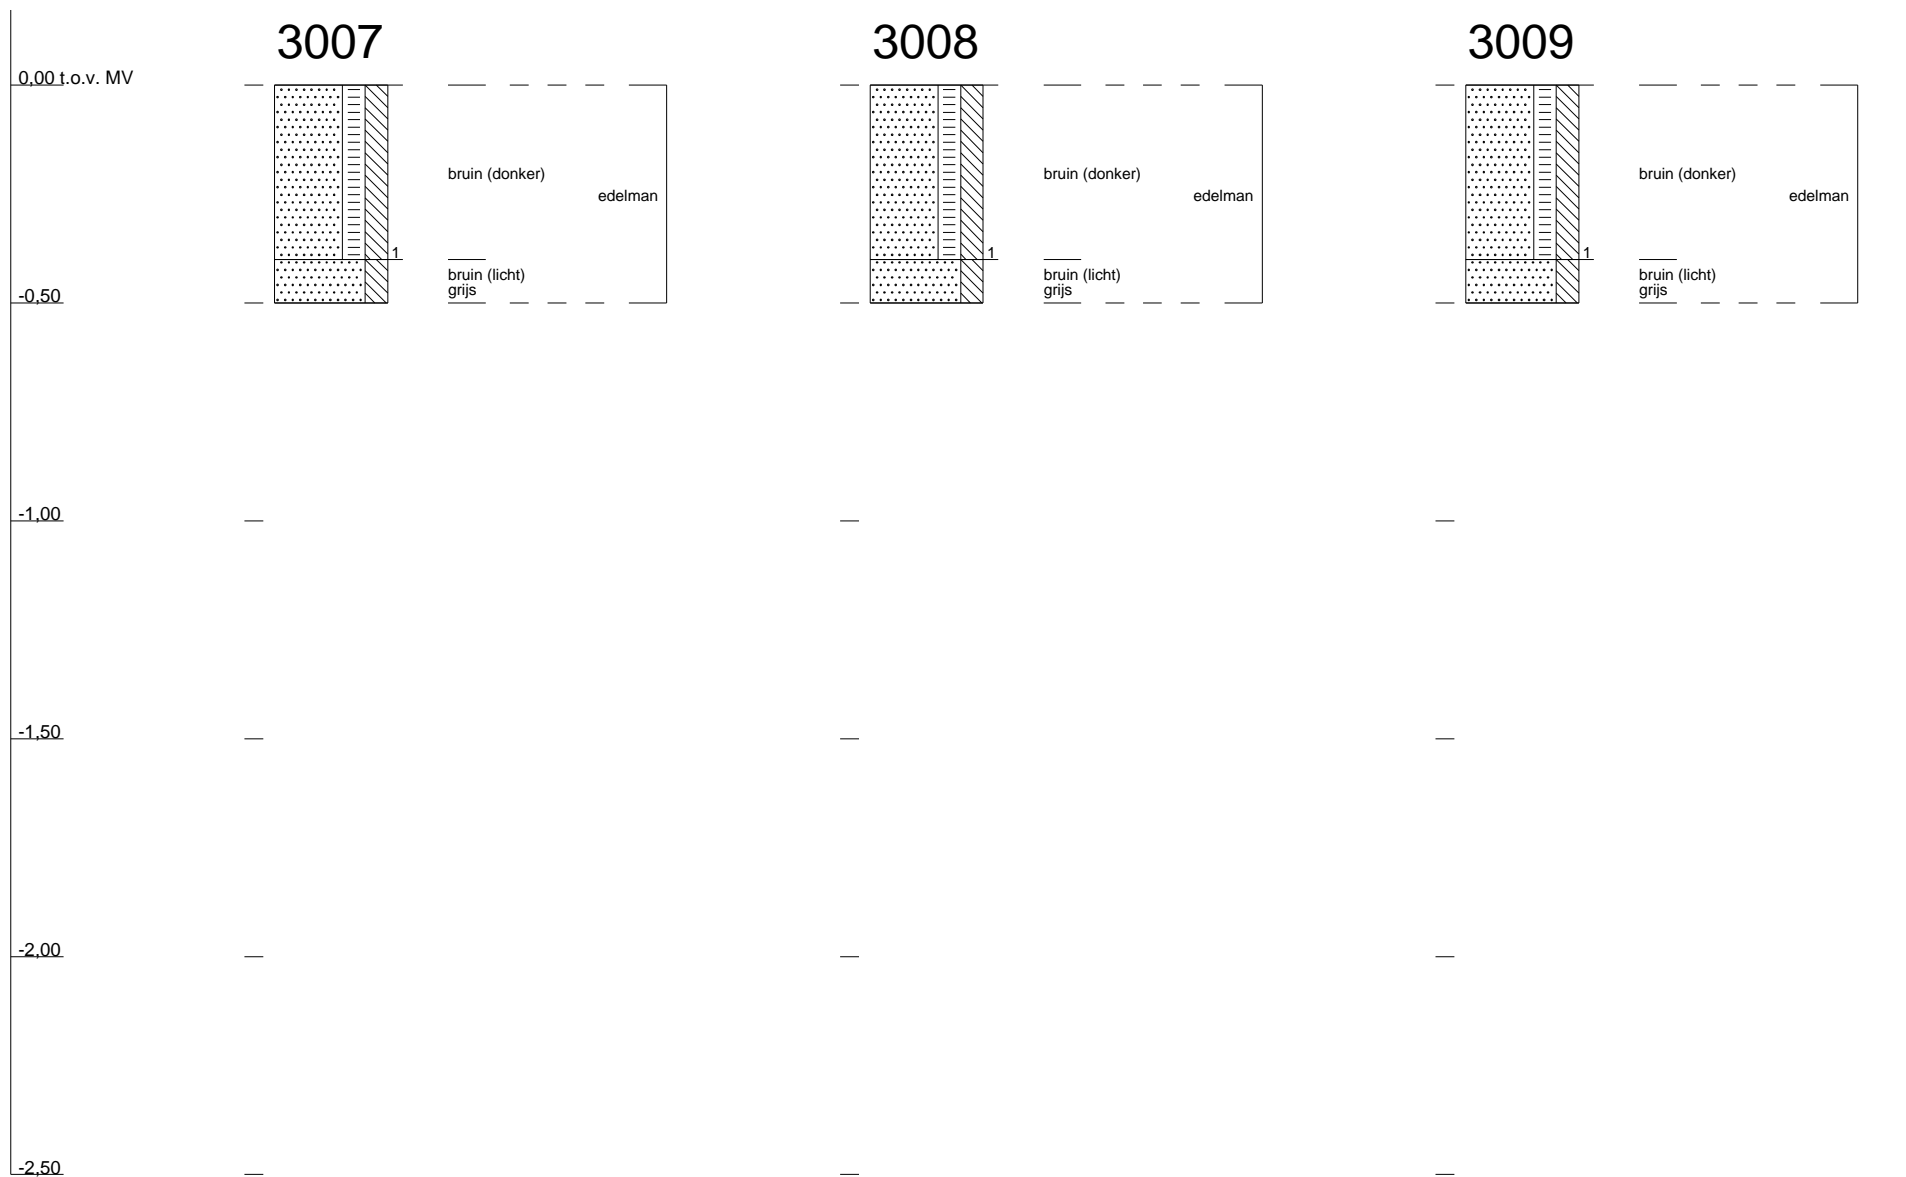 3007 3008 3009
0,00 t.o.v. MV
bruin (donker) bruin (donker) bruin (donker)
edelman edelman edelman
1 1 1
bruin (licht) bruin (licht) bruin (licht)
grijs grijs grijs
-0,50
-1,00
-1,50
-2,00
-2,50